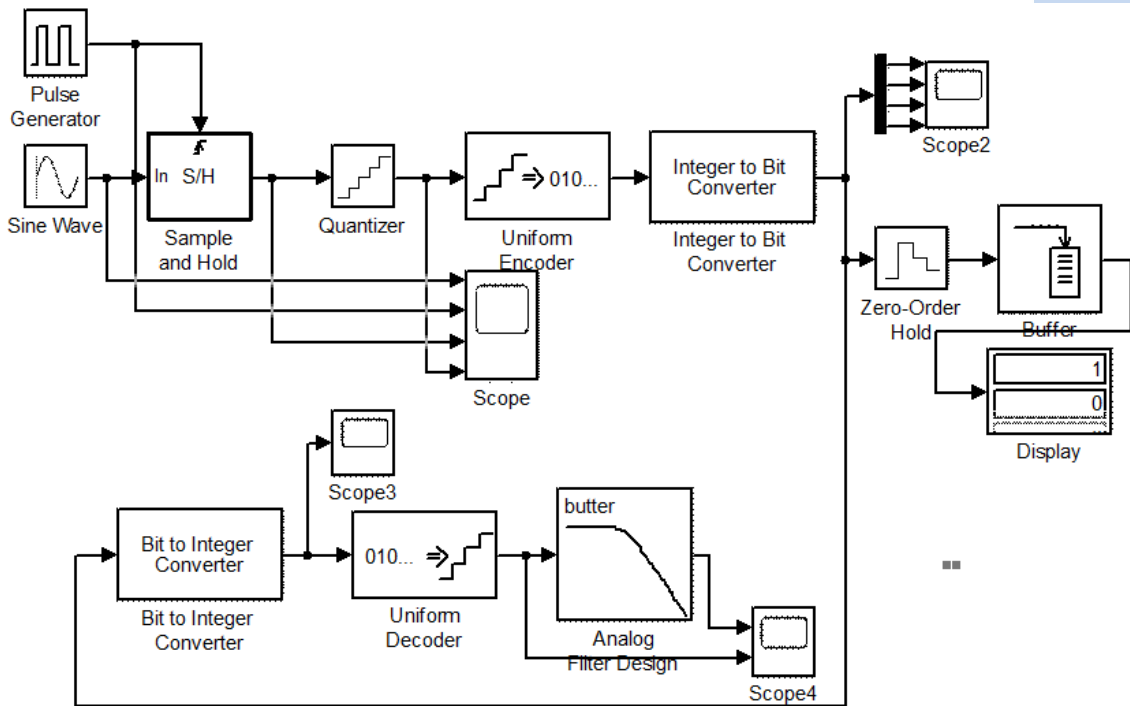 Pulse
Generator
Sine Wave
In
S/H
Sample
and Hold
Quantizer
010...
Uniform
Encoder
Integer to Bit
Converter
Integer to Bit
Converter
Scope2
Scope
Zero-Order
Hold
Buffer
1
0
Display
Scope3
Bit to Integer
Converter
Bit to Integer
Converter
010...
Uniform
Decoder
butter
Analog
Filter Design
Scope4